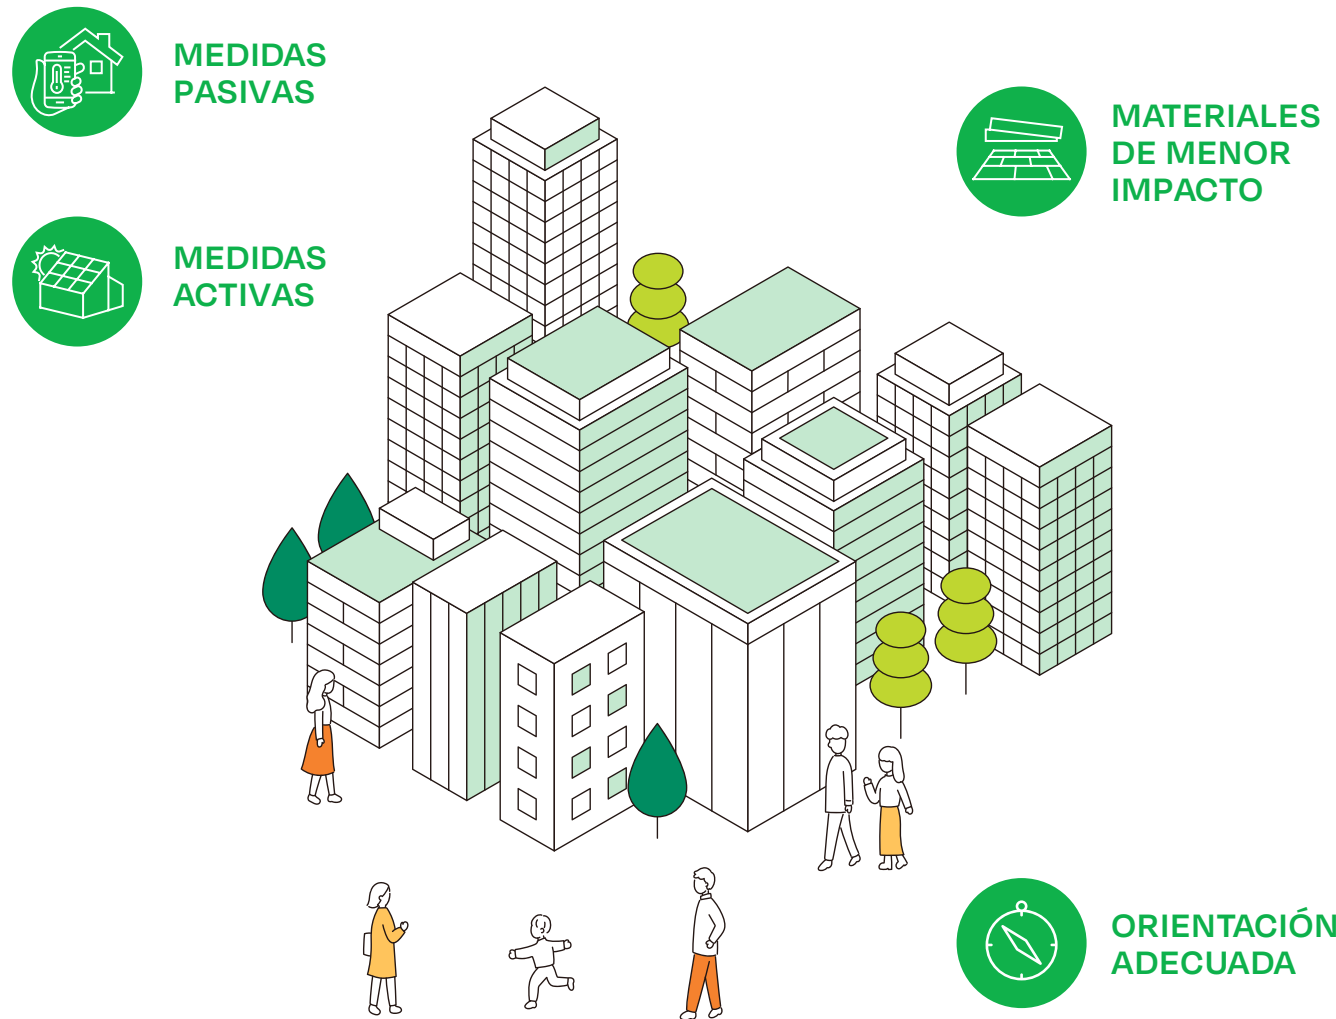 MEDIDAS
PASIVAS
MEDIDAS
ACTIVAS
MATERIALES
DE MENOR
IMPACTO
ORIENTACIÓN
ADECUADA